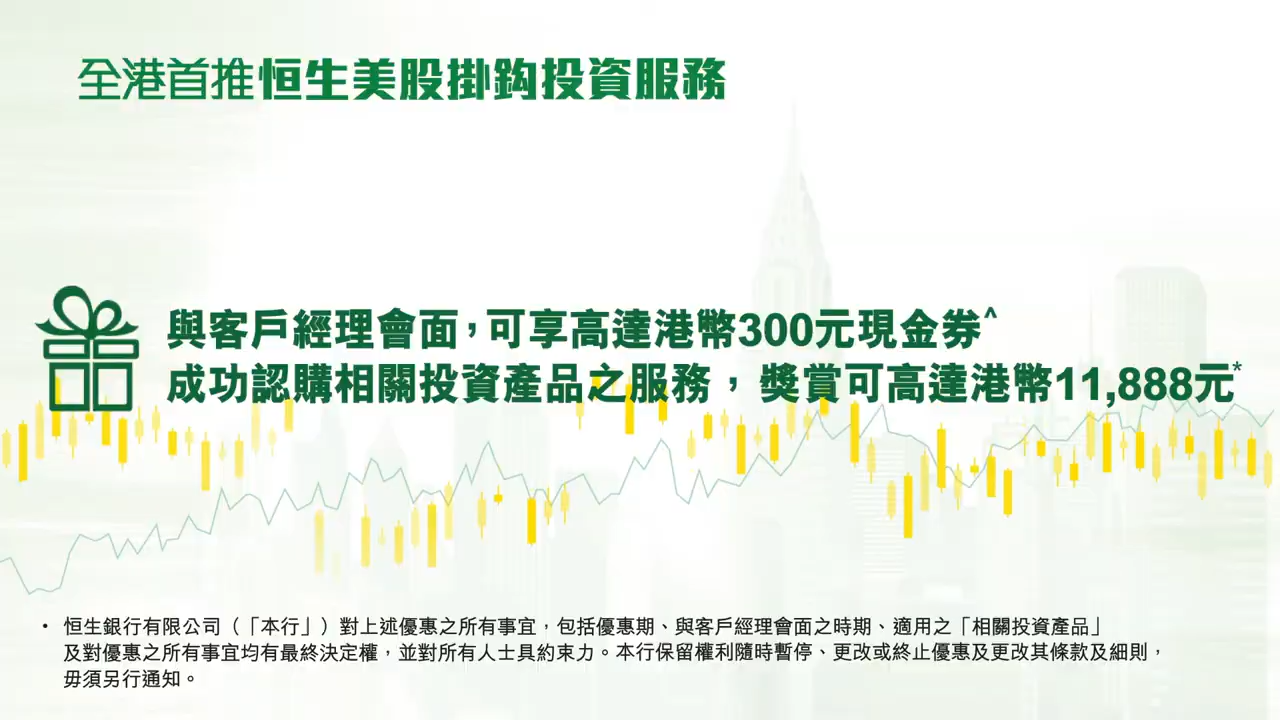 全港首推恒生美股掛鈎投資服務
與客戶經理會面，可享高達港幣300元現金券^
成功認購相關投資產品之服務，獎賞可高達港幣11,888元*
• 恒生銀行有限公司（「本行」）對上述優惠之所有事宜，包括優惠期、與客戶經理會面之時期、適用之「相關投資產品」
及對優惠之所有事宜均有最終決定權，並對所有人士具約束力。本行保留權利隨時暫停、更改或終止優惠及更改其條款及細則，
毋須另行通知。